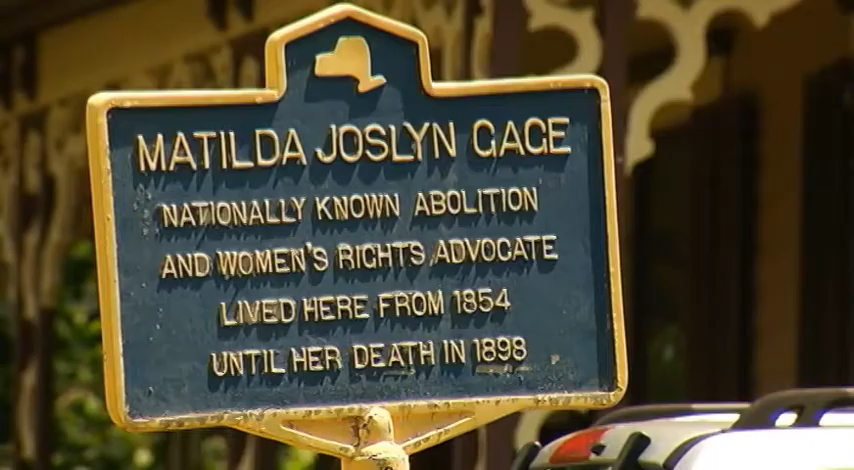 MATILDA JOSLYN GAGE
NATIONALLY KNOWN ABOLITION
AND WOMEN'S RIGHTS ADVOCATE
LIVED HERE FROM 1854
UNTIL HER DEATH IN 1898